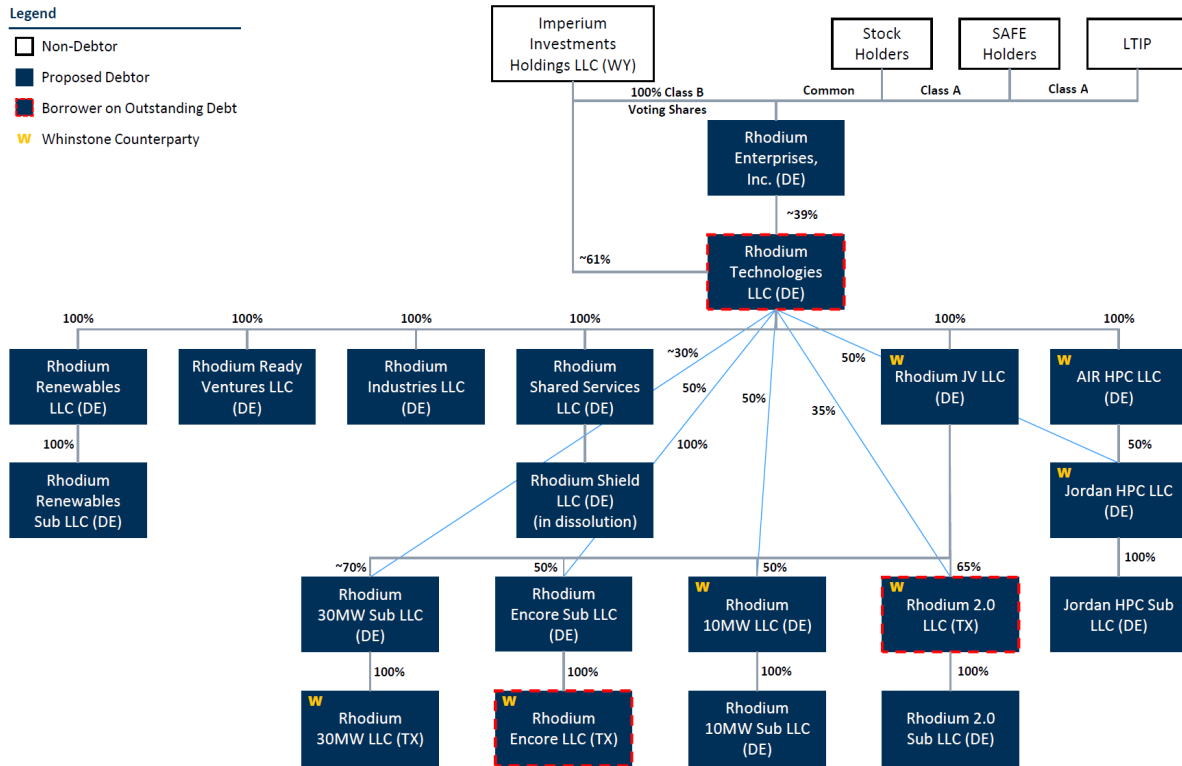 Legend
Non-Debtor
Proposed Debtor
Borrower on Outstanding Debt
W Whinstone Counterparty
Imperium
Investments
Holdings LLC (WY)
Stock
Holders
SAFE
Holders
LTIP
100% Class B
Voting Shares
Common
Class A
Class A
Rhodium
Enterprises,
Inc. (DE)
~39%
~61%
Rhodium
Technologies
LLC (DE)
100%
100%
100%
100%
100%
100%
Rhodium
Renewables
LLC (DE)
Rhodium Ready
Ventures LLC
(DE)
Rhodium
Industries LLC
(DE)
Rhodium
Shared Services
LLC (DE)
~30%
50%
50%
35%
50%
100%
W
Rhodium JV LLC
(DE)
W
AIR HPC LLC
(DE)
100%
50%
Rhodium
Renewables
Sub LLC (DE)
Rhodium Shield
LLC (DE)
(in dissolution)
W
Jordan HPC LLC
(DE)
~70%
50%
50%
65%
100%
Rhodium
30MW Sub LLC
(DE)
Rhodium
Encore Sub LLC
(DE)
W
Rhodium
10MW LLC (DE)
W
Rhodium 2.0
LLC (TX)
Jordan HPC Sub
LLC (DE)
100%
100%
100%
100%
W
Rhodium
30MW LLC (TX)
W
Rhodium
Encore LLC (TX)
Rhodium
10MW Sub LLC
(DE)
Rhodium 2.0
Sub LLC (DE)